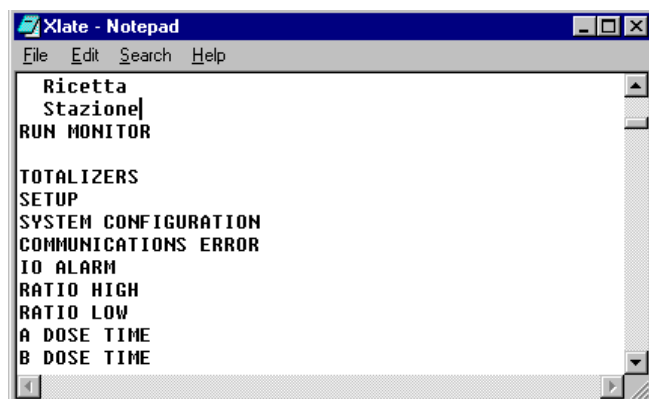 Xlate - Notepad
File Edit Search Help
Ricetta
Stazione
RUN MONITOR
TOTALIZERS
SETUP
SYSTEM CONFIGURATION
COMMUNICATIONS ERROR
IO ALARM
RATIO HIGH
RATIO LOW
A DOSE TIME
B DOSE TIME